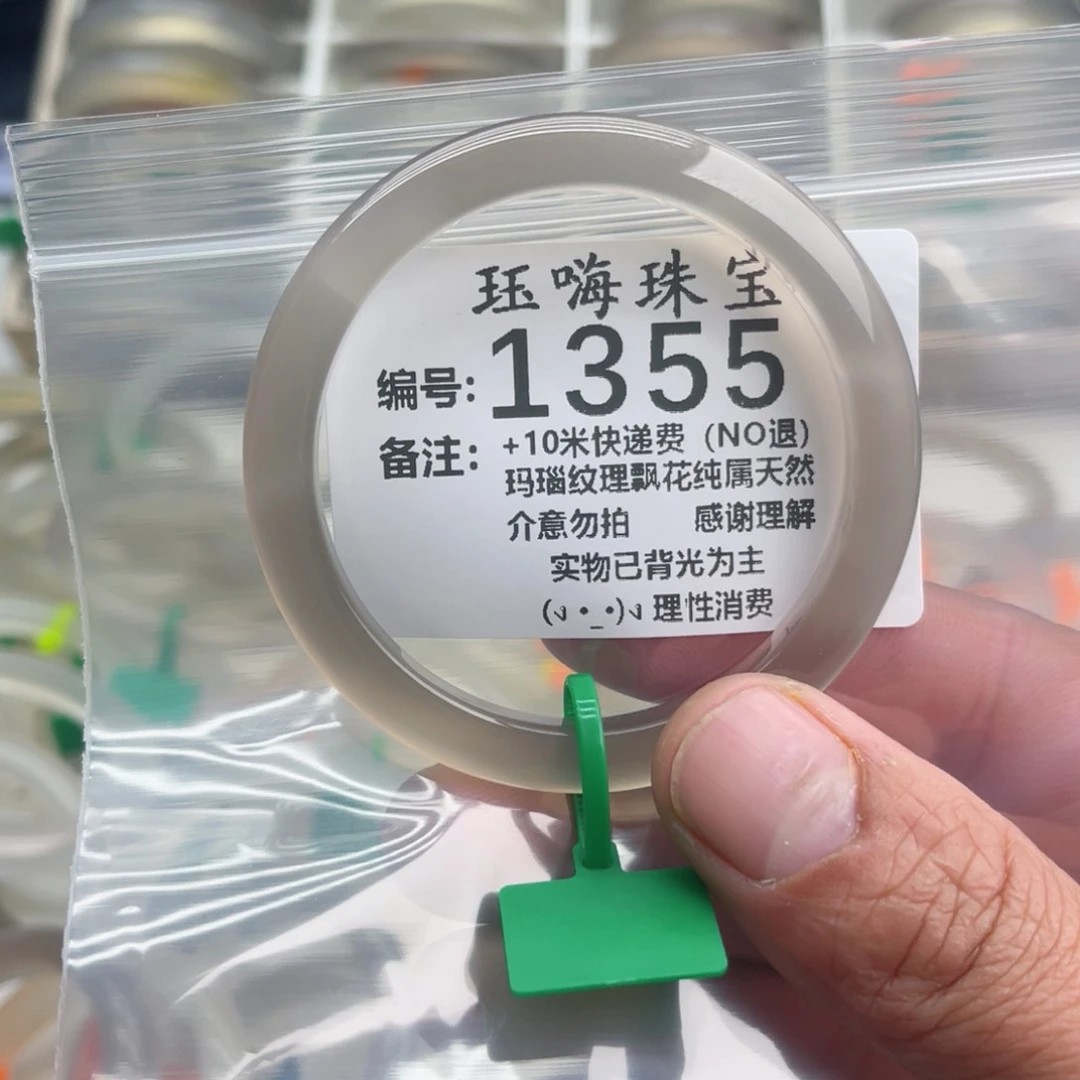 珏嗨珠宝
编号: 1355
备注: +10米快递费 (NO退)
玛瑙纹理飘花纯属天然
介意勿拍 感谢理解
实物已背光为主
理性消费